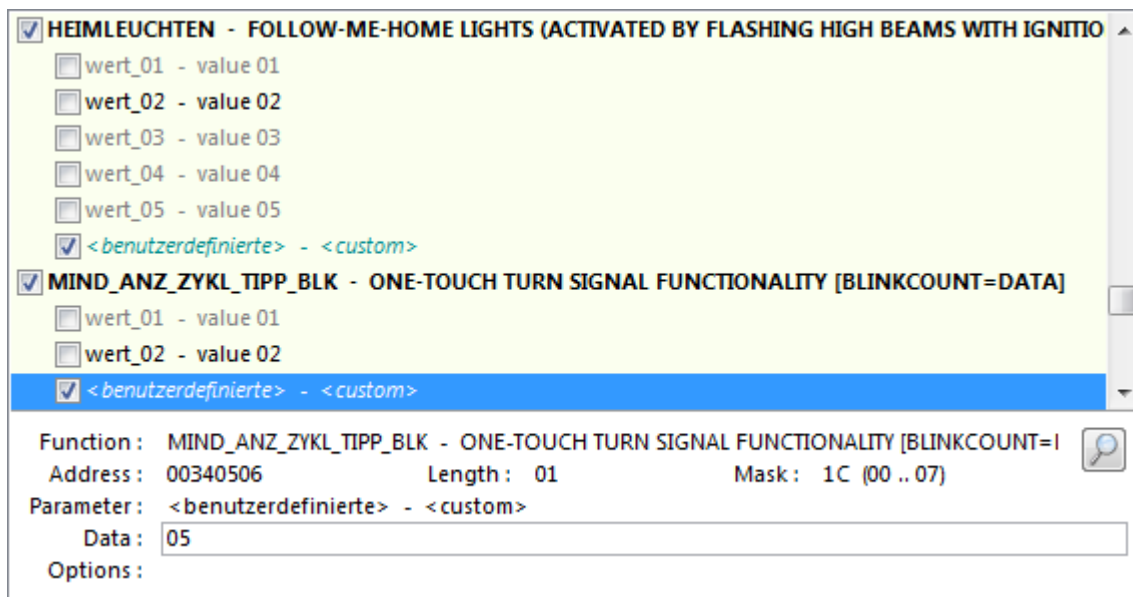 HEIMLEUCHTEN - FOLLOW-ME-HOME LIGHTS (ACTIVATED BY FLASHING HIGH BEAMS WITH IGNITIO
wert_01 - value 01
wert_02 - value 02
wert_03 - value 03
wert_04 - value 04
wert_05 - value 05
<benutzerdefinierte> - <custom>
MIND_ANZ_ZYKL_TIPP_BLK - ONE-TOUCH TURN SIGNAL FUNCTIONALITY [BLINKCOUNT=DATA]
wert_01 - value 01
wert_02 - value 02
<benutzerdefinierte> - <custom>
Function : MIND_ANZ_ZYKL_TIPP_BLK - ONE-TOUCH TURN SIGNAL FUNCTIONALITY [BLINKCOUNT=
Address : 00340506 Length : 01 Mask : 1C (00 .. 07)
Parameter : <benutzerdefinierte> - <custom>
Data : 05
Options :